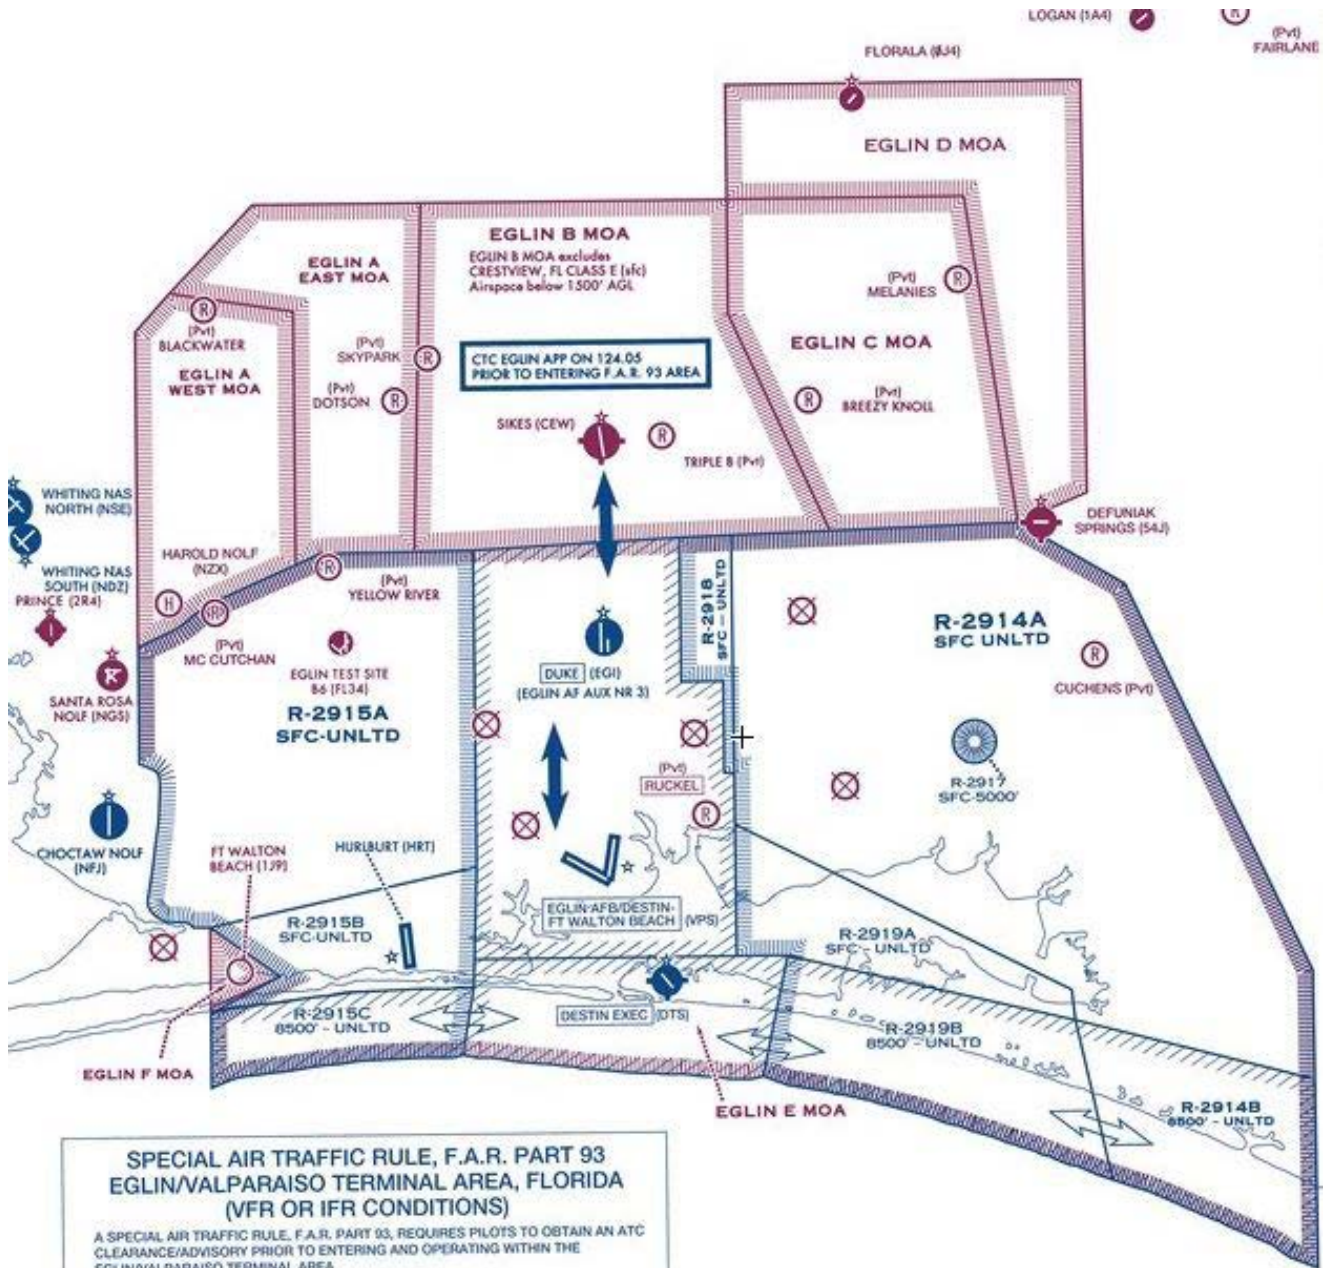 LOGAN (1A4)
R
(Pvt)
FAIRLANE
FLORALA (0J4)
EGLIN D MOA
EGLIN B MOA
EGLIN B MOA excludes
CRESTVIEW, FL CLASS E (sfc)
Airspace below 1500' AGL
EGLIN A
EAST MOA
(Pvt)
MELANIES
R
R
(Pvt)
BLACKWATER
(Pvt)
SKYPARK
R
EGLIN C MOA
CTC EGLIN APP ON 124.05
PRIOR TO ENTERING F.A.R. 93 AREA
EGLIN A
WEST MOA
(Pvt)
DOTSON
R
R
(Pvt)
BREEZY KNOLL
SIKES (CEW)
R
TRIPLE B (Pvt)
WHITING NAS
NORTH (NSE)
DEFUNIAK
SPRINGS (54J)
HAROLD NOLF
(NZX)
WHITING NAS
SOUTH (NDZ)
PRINCE (2R4)
R
(Pvt)
YELLOW RIVER
H
R
(Pvt)
MC CUTCHAN
R-2918
SFC - UNLTD
R-2914A
SFC UNLTD
EGLIN TEST SITE
B6 (FL34)
DUKE (EGI)
(EGLIN AF AUX NR 3)
R
CUCHENS (Pvt)
SANTA ROSA
NOLF (NGS)
R-2915A
SFC-UNLTD
(Pvt)
RUCKEL
R
R-2917
SFC-5000'
CHOCTAW NOLF
(NFJ)
FT WALTON
BEACH (1J9)
HURLBURT (HRT)
EGLIN AFB/DESTIN-
FT WALTON BEACH (VPS)
R-2915B
SFC-UNLTD
R-2919A
SFC - UNLTD
R-2915C
8500' - UNLTD
DESTIN EXEC (DTS)
R-2919B
8500' - UNLTD
EGLIN F MOA
EGLIN E MOA
R-2914B
8500' - UNLTD
SPECIAL AIR TRAFFIC RULE, F.A.R. PART 93
EGLIN/VALPARAISO TERMINAL AREA, FLORIDA
(VFR OR IFR CONDITIONS)
A SPECIAL AIR TRAFFIC RULE, F.A.R. PART 93, REQUIRES PILOTS TO OBTAIN AN ATC
CLEARANCE/ADVISORY PRIOR TO ENTERING AND OPERATING WITHIN THE
EGLIN/VALPARAISO TERMINAL AREA